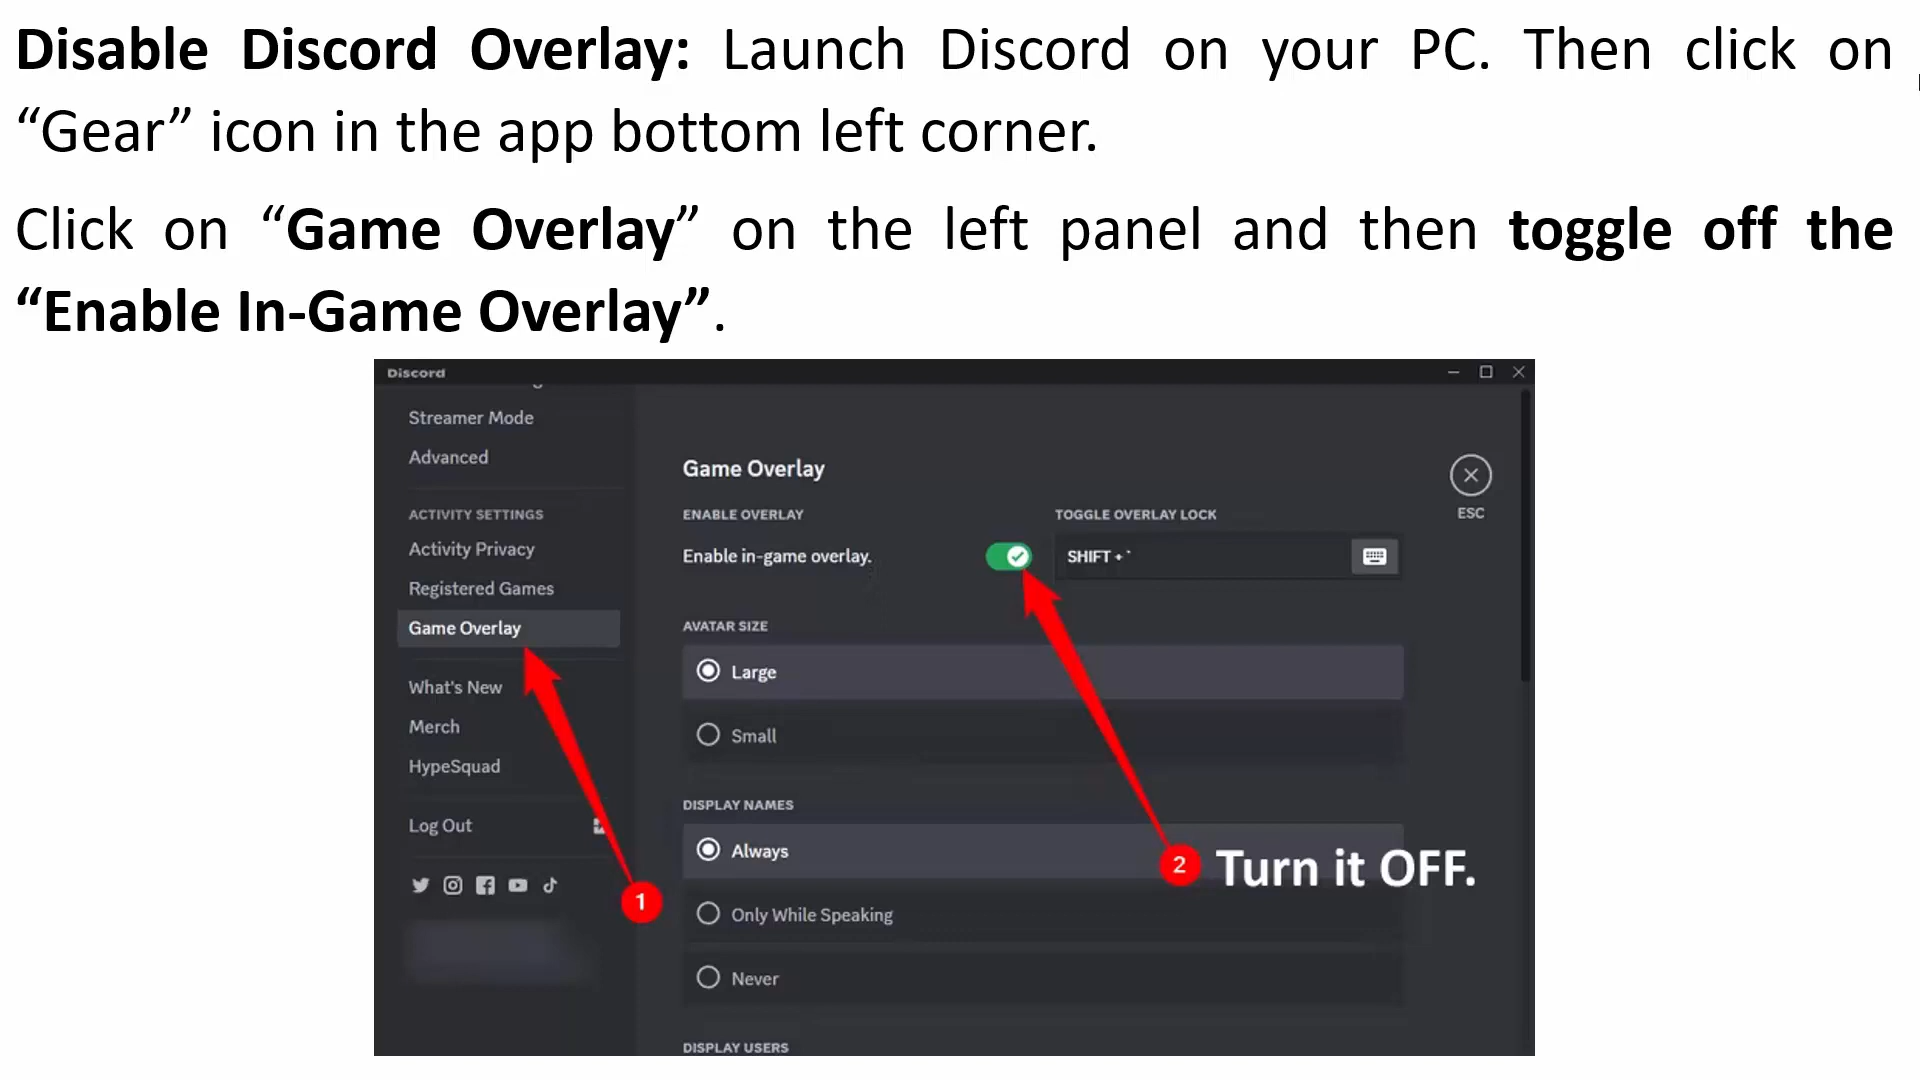 Disable Discord Overlay: Launch Discord on your PC. Then click on
“Gear” icon in the app bottom left corner.
Click on “Game Overlay” on the left panel and then toggle off the
“Enable In-Game Overlay”.
Discord
Streamer Mode
Advanced
ACTIVITY SETTINGS
Activity Privacy
Registered Games
Game Overlay
What's New
Merch
HypeSquad
Log Out
1
Game Overlay
ESC
ENABLE OVERLAY
Enable in-game overlay.
TOGGLE OVERLAY LOCK
SHIFT + `
AVATAR SIZE
Large
Small
DISPLAY NAMES
Always
2 Turn it OFF.
Only While Speaking
Never
DISPLAY USERS